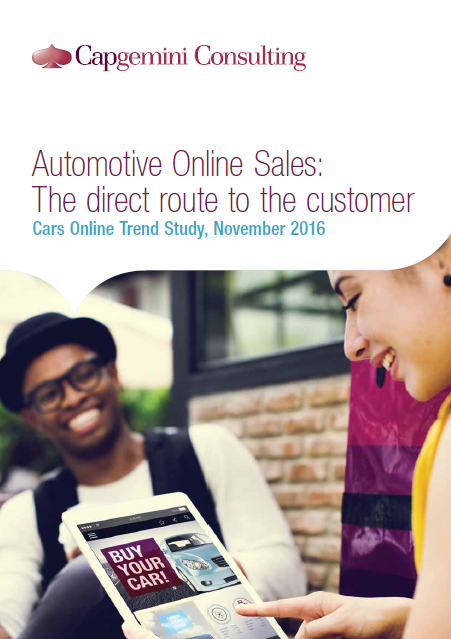 Capgemini Consulting
Automotive Online Sales:
The direct route to the customer
Cars Online Trend Study, November 2016
BUY
YOUR
CAR!